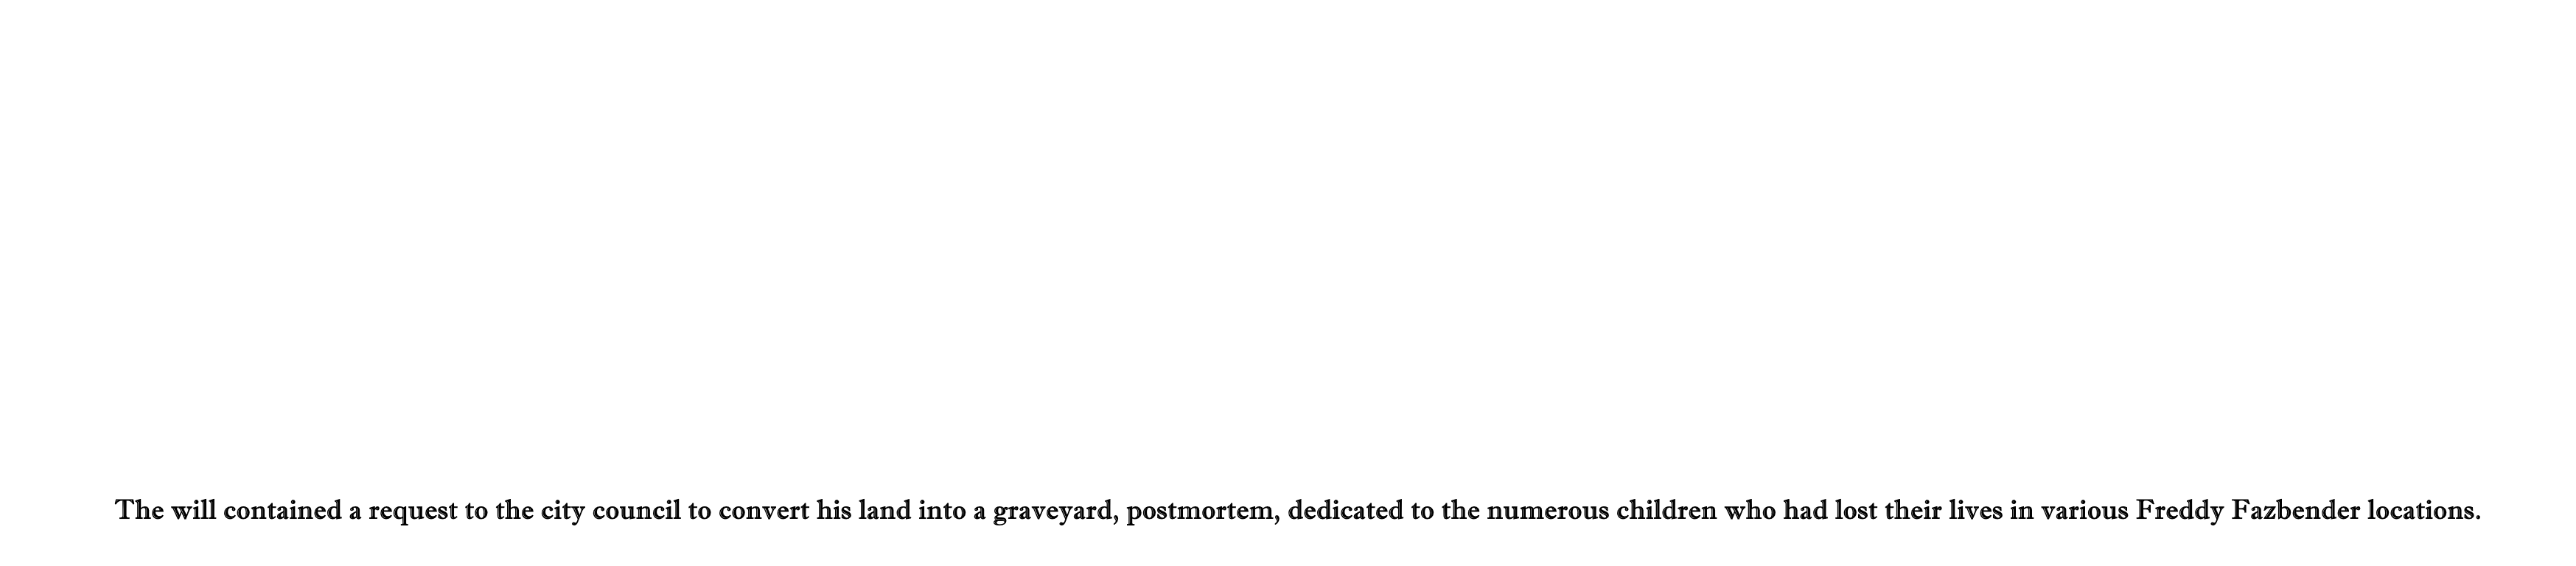 The will contained a request to the city council to convert his land into a graveyard, postmortem, dedicated to the numerous children who had lost their lives in various Freddy Fazbender locations.